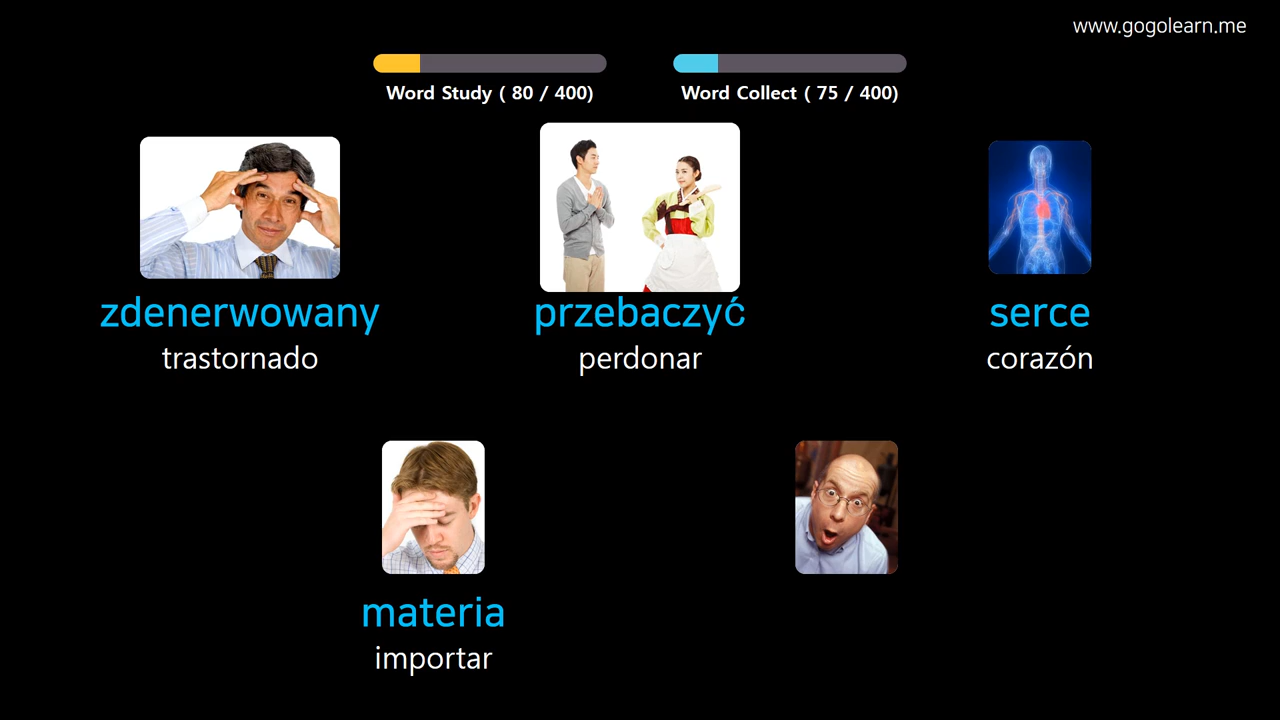 www.gogolearn.me
Word Study ( 80 / 400)
Word Collect ( 75 / 400)
zdenerwowany
trastornado
przebaczyć
perdonar
serce
corazón
materia
importar